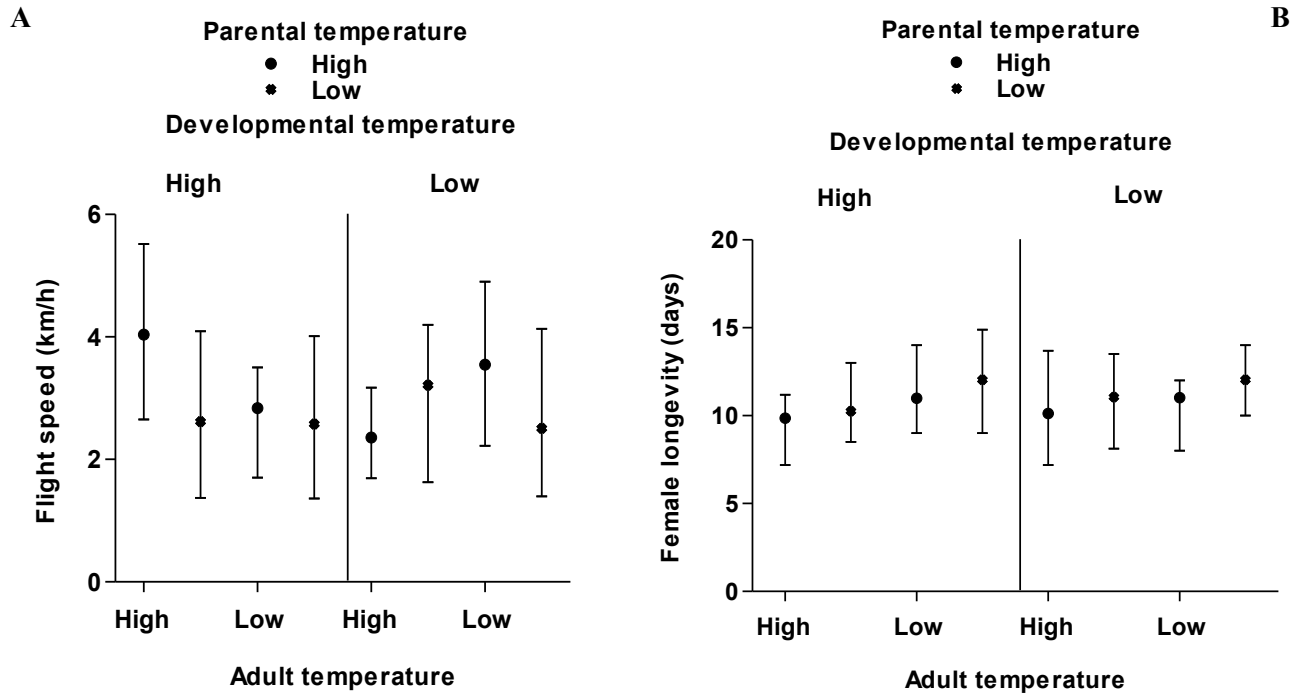 A
Parental temperature
High
Low
Developmental temperature
High Low
6
4
2
0
Flight speed (km/h)
High Low High Low
Adult temperature
B
Parental temperature
High
Low
Developmental temperature
High Low
20
15
10
5
0
Female longevity (days)
High Low High Low
Adult temperature